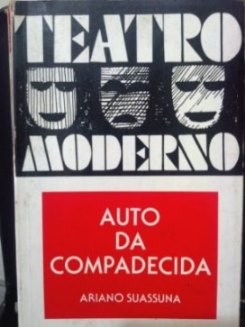 TEATRO
MODERNO
AUTO
DA
COMPADECIDA
ARIANO SUASSUNA